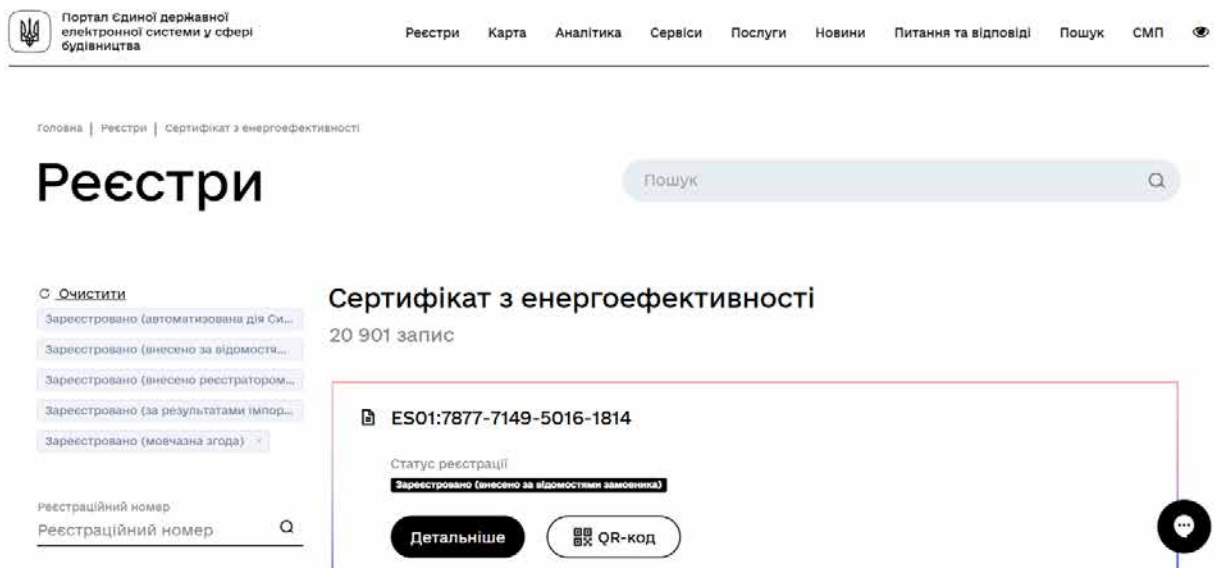 Портал Єдиної державної
електронної системи у сфері
будівництва
Реєстри Карта Аналітика Сервіси Послуги Новини Питання та відповіді Пошук СМП
Головна | Реєстри | Сертифікат з енергоефективності
Реєстри
Пошук
Очистити
Зареєстровано (автоматизована дія Си...
Зареєстровано (внесено за відомостя...
Зареєстровано (внесено реєстратором...
Зареєстровано (за результатами імпор...
Зареєстровано (мовчазна згода) ×
Реєстраційний номер
Реєстраційний номер
Сертифікат з енергоефективності
20 901 запис
ES01:7877-7149-5016-1814
Статус реєстрації
Зареєстровано (внесено за відомостями замовника)
Детальніше
QR-код